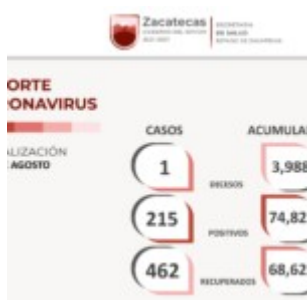 Zacatecas
SECRETARÍA
DE SALUD
ORTE
RONAVIRUS
ALIZACIÓN
AGOSTO
CASOS
ACUMULA
1
DECESOS
3,988
215
POSITIVOS
74,82
462
RECUPERADOS
68,62